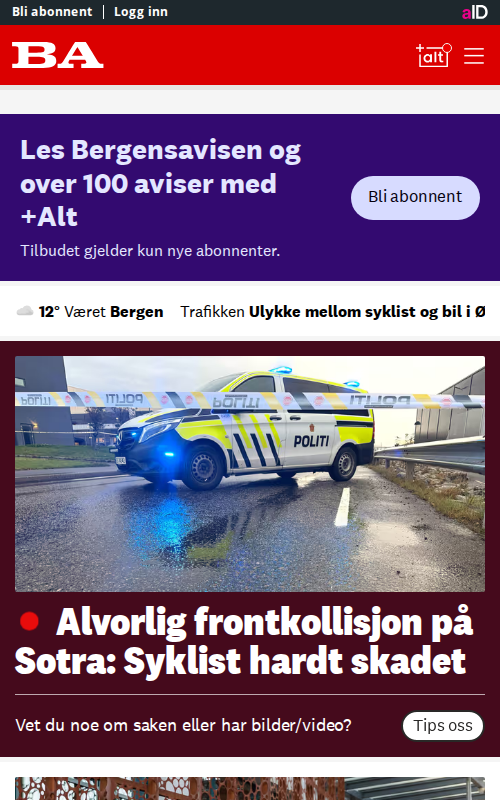 Bli abonnent | Logg inn
aID
BA
+alt
Les Bergensavisen og
over 100 aviser med
+Alt
Tilbudet gjelder kun nye abonnenter.
Bli abonnent
12° Været Bergen Trafikken Ulykke mellom syklist og bil i Ø
POLITI POLITI POLITI POLITI
POLITI
Alvorlig frontkollisjon på
Sotra: Syklist hardt skadet
Vet du noe om saken eller har bilder/video?
Tips oss